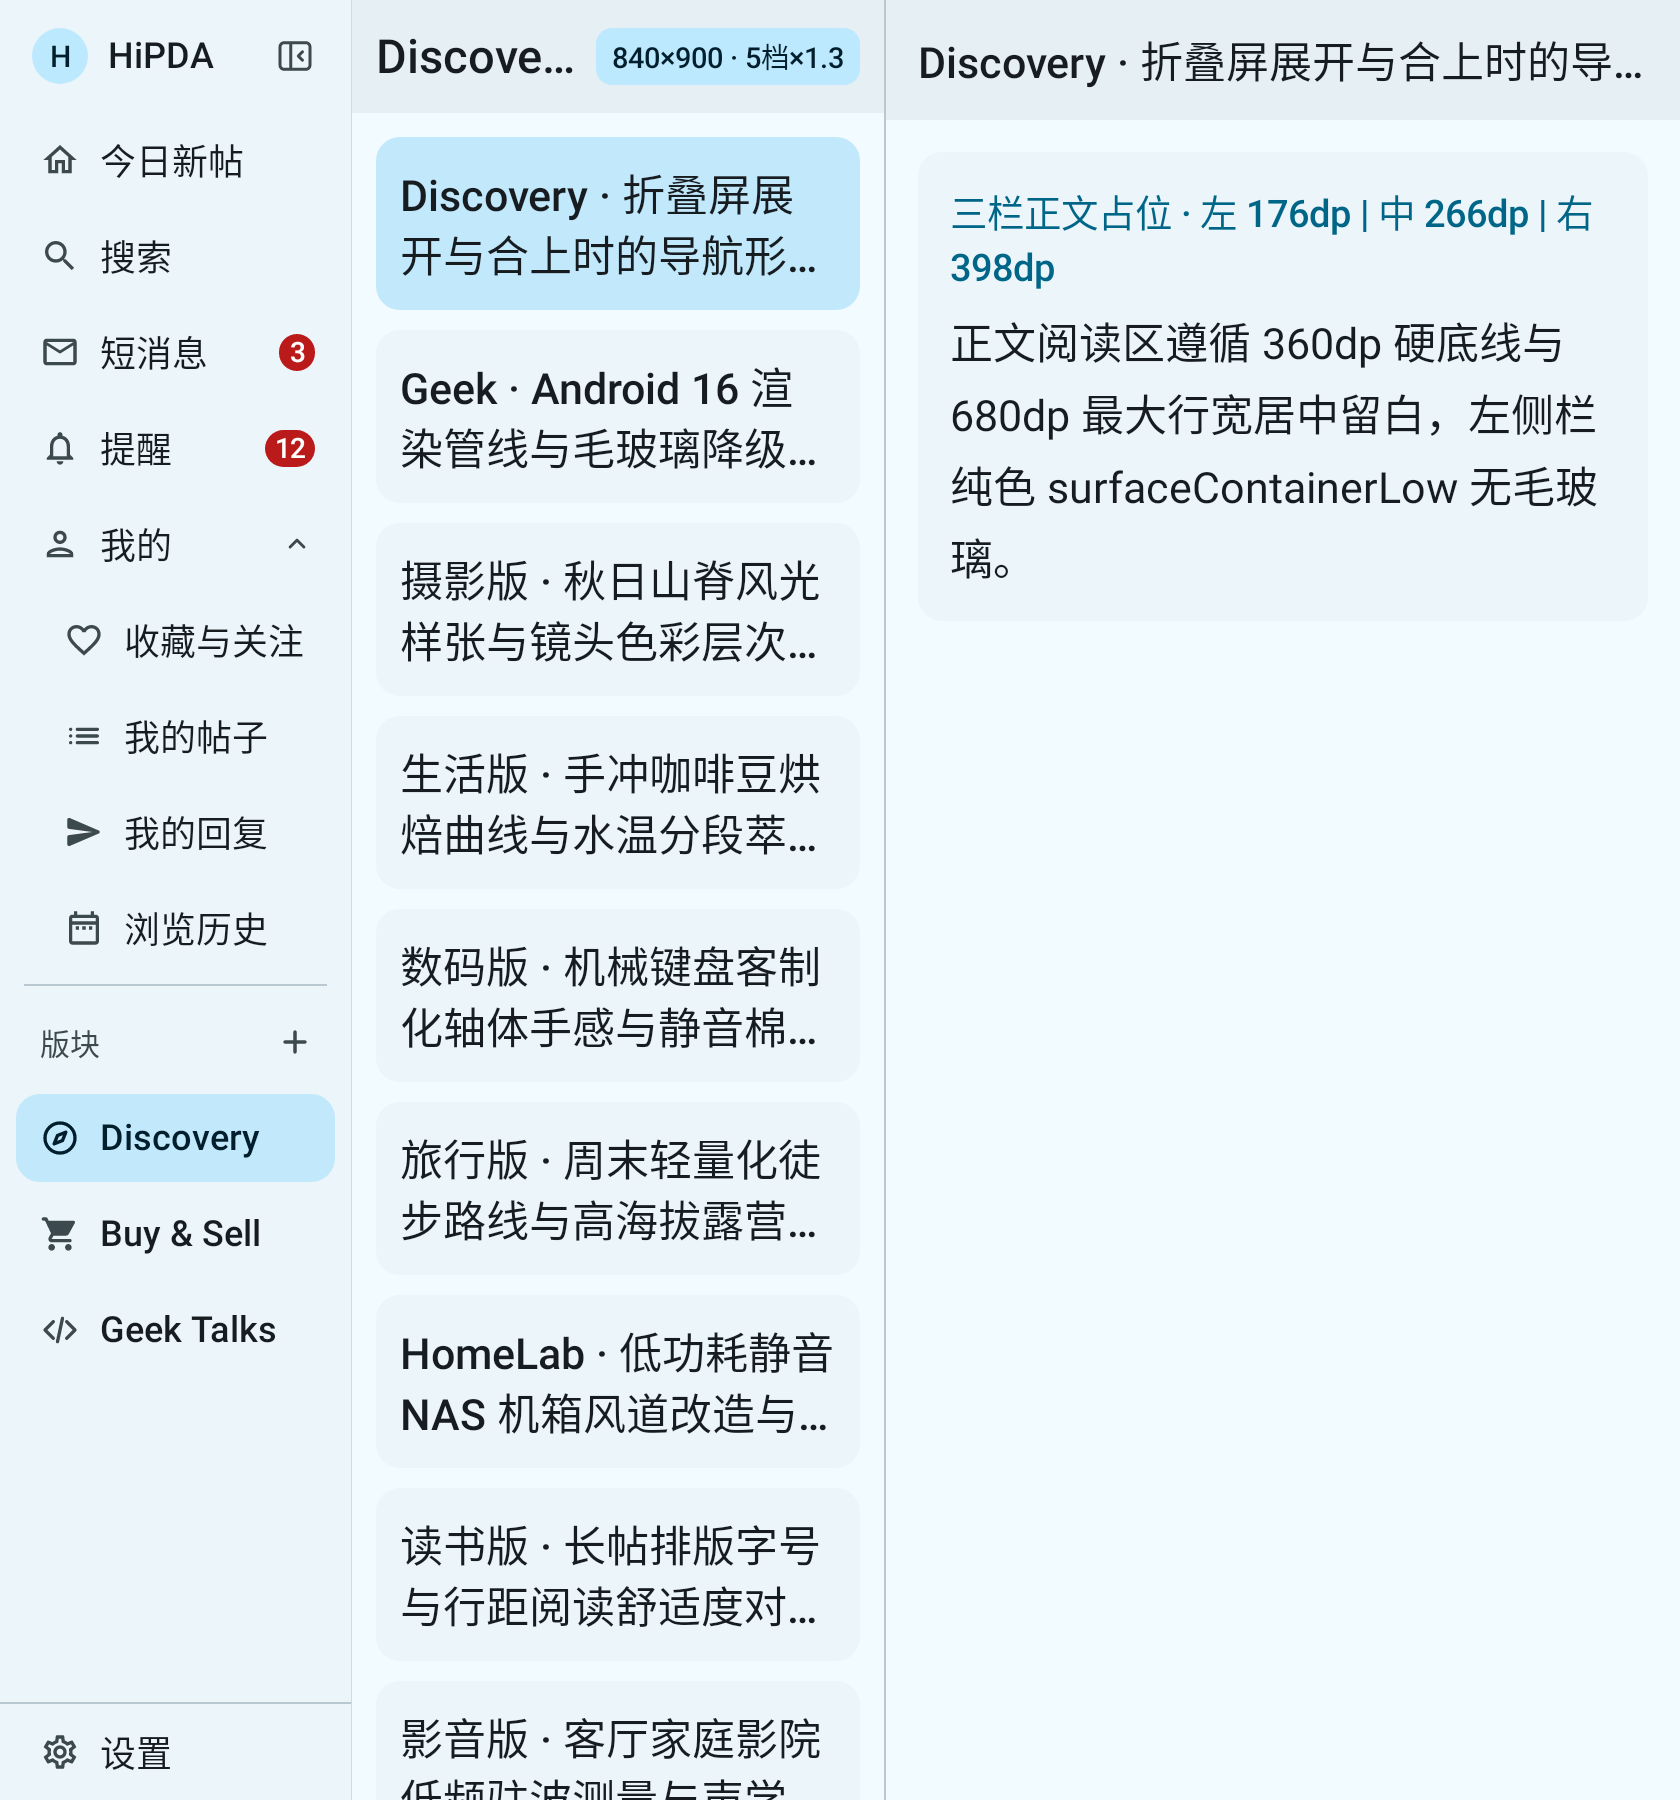 H
HiPDA
今日新帖
搜索
短消息
3
提醒
12
我的
收藏与关注
我的帖子
我的回复
浏览历史
版块
Discovery
Buy & Sell
Geek Talks
设置
Discove...
840×900 · 5档×1.3
Discovery · 折叠屏展
开与合上时的导航形...
Geek · Android 16 渲
染管线与毛玻璃降级...
摄影版 · 秋日山脊风光
样张与镜头色彩层次...
生活版 · 手冲咖啡豆烘
焙曲线与水温分段萃...
数码版 · 机械键盘客制
化轴体手感与静音棉...
旅行版 · 周末轻量化徒
步路线与高海拔露营...
HomeLab · 低功耗静音
NAS 机箱风道改造与...
读书版 · 长帖排版字号
与行距阅读舒适度对...
影音版 · 客厅家庭影院
低频驻波测量与声学
Discovery · 折叠屏展开与合上时的导...
三栏正文占位 · 左 176dp | 中 266dp | 右
398dp
正文阅读区遵循 360dp 硬底线与
680dp 最大行宽居中留白，左侧栏
纯色 surfaceContainerLow 无毛玻
璃。